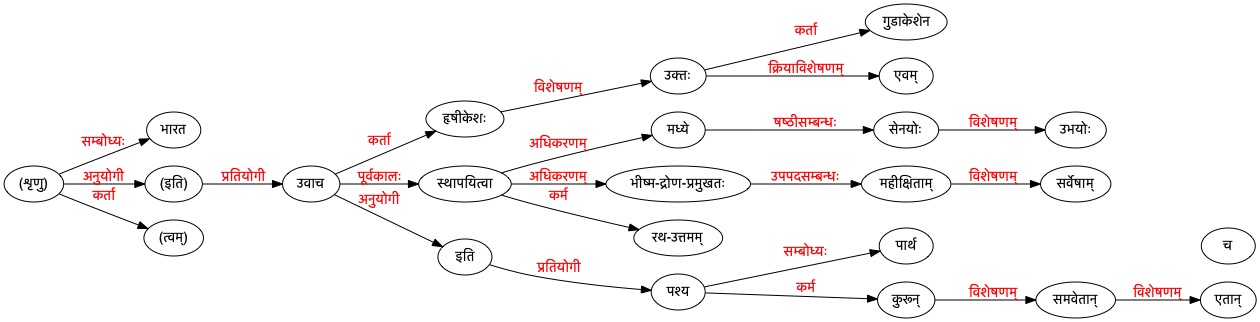 गुडाकेशेन
कर्ता
उक्तः
क्रियाविशेषणम्
एवम्
विशेषणम्
हृषीकेशः
भारत
सम्बोध्यः
कर्ता
अधिकरणम्
मध्ये
षष्ठीसम्बन्धः
सेनयोः
विशेषणम्
उभयोः
(शृणु)
अनुयोगी
(इति)
प्रतियोगी
उवाच
पूर्वकालः
स्थापयित्वा
अधिकरणम्
भीष्म-द्रोण-प्रमुखतः
उपपदसम्बन्धः
महीक्षिताम्
विशेषणम्
सर्वेषाम्
कर्ता
अनुयोगी
कर्म
(त्वम्)
रथ-उत्तमम्
इति
प्रतियोगी
पश्य
सम्बोध्यः
पार्थ
च
कर्म
कुरून्
विशेषणम्
समवेतान्
विशेषणम्
एतान्